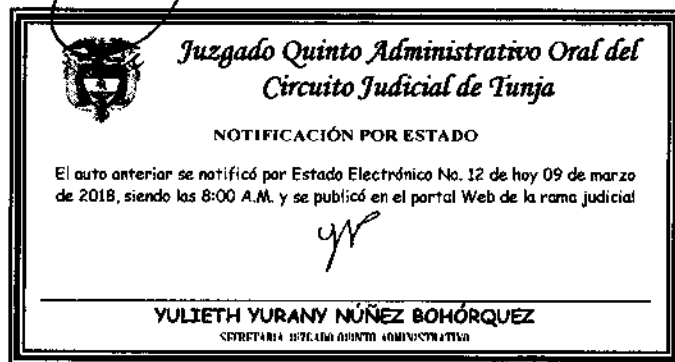 Juzgado Quinto Administrativo Oral del
Circuito Judicial de Tunja
NOTIFICACIÓN POR ESTADO
El auto anterior se notificó por Estado Electrónico No. 12 de hoy 09 de marzo
de 2018, siendo las 8:00 A.M. y se publicó en el portal Web de la rama judicial
YULIETH YURANY NÚÑEZ BOHÓRQUEZ
SECRETARIA JUZGADO QUINTO ADMINISTRATIVO